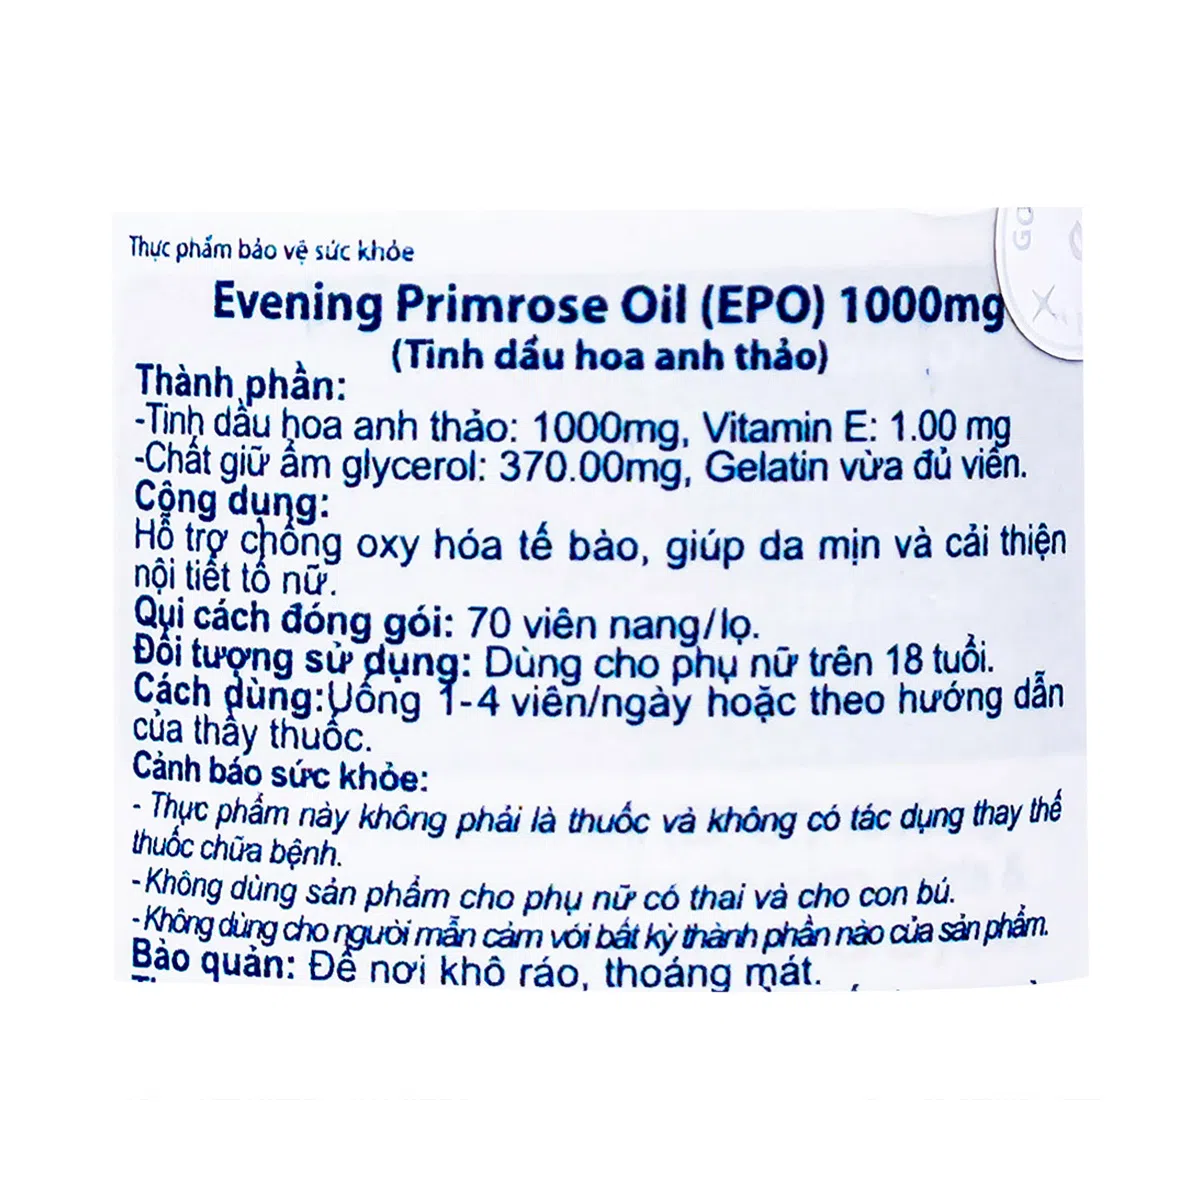 Thực phẩm bảo vệ sức khỏe
Evening Primrose Oil (EPO) 1000mg
(Tinh dầu hoa anh thảo)
Thành phần:
-Tinh dầu hoa anh thảo: 1000mg, Vitamin E: 1.00 mg
-Chất giữ ẩm glycerol: 370.00mg, Gelatin vừa đủ viên.
Công dụng:
Hỗ trợ chống oxy hóa tế bào, giúp da mịn và cải thiện
nội tiết tố nữ.
Qui cách đóng gói: 70 viên nang/lọ.
Đối tượng sử dụng: Dùng cho phụ nữ trên 18 tuổi.
Cách dùng:Uống 1-4 viên/ngày hoặc theo hướng dẫn
của thầy thuốc.
Cảnh báo sức khỏe:
- Thực phẩm này không phải là thuốc và không có tác dụng thay thế
thuốc chữa bệnh.
-Không dùng sản phẩm cho phụ nữ có thai và cho con bú.
-Không dùng cho người mẫn cảm với bất kỳ thành phần nào của sản phẩm.
Bảo quản: Để nơi khô ráo, thoáng mát.